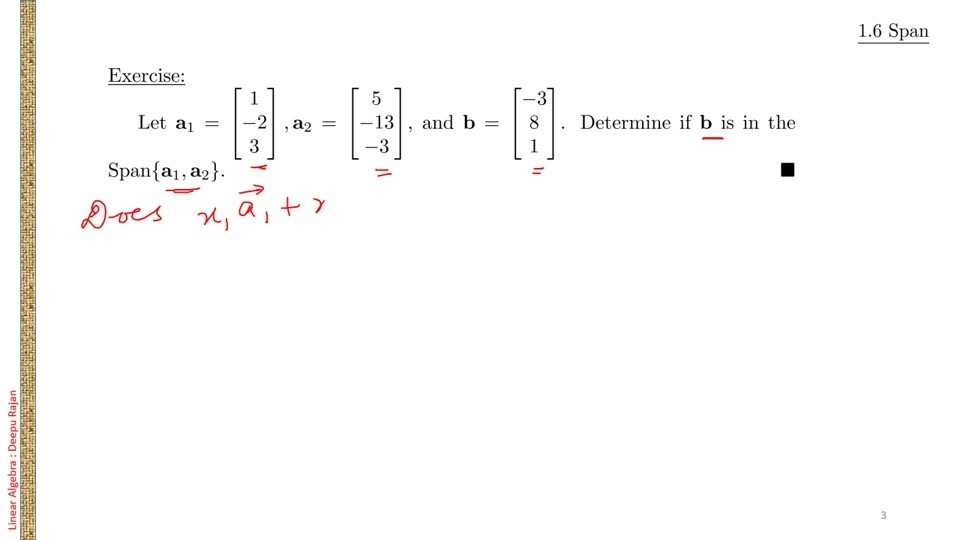 1.6 Span
Exercise:
Let a₁ = [1 −2 3], a₂ = [5 −13 −3], and b = [−3 8 1]. Determine if b is in the
Span{a₁, a₂}. ■
Does x₁ a⃗₁ + x
3
Linear Algebra : Deepu Rajan